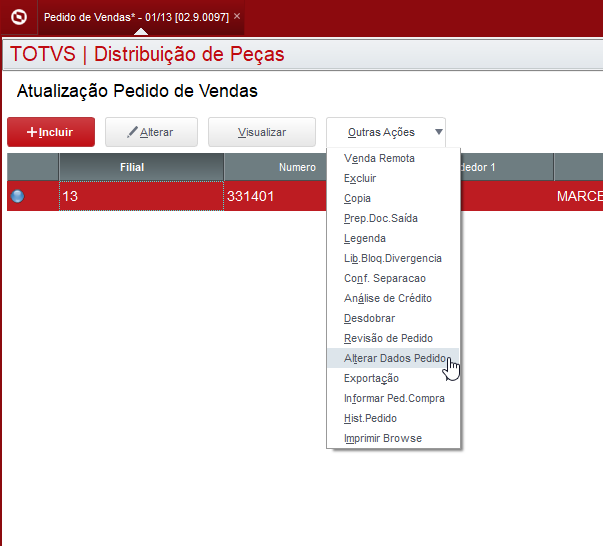 Pedido de Vendas* - 01/13 [02.9.0097] ×
TOTVS | Distribuição de Peças
Atualização Pedido de Vendas
+Incluir Alterar Visualizar Outras Ações
Filial Numero dedor 1
13 331401 MARCE
Venda Remota
Excluir
Copia
Prep.Doc.Saída
Legenda
Lib.Bloq.Divergencia
Conf. Separacao
Análise de Crédito
Desdobrar
Revisão de Pedido
Alterar Dados Pedido
Exportação
Informar Ped.Compra
Hist.Pedido
Imprimir Browse